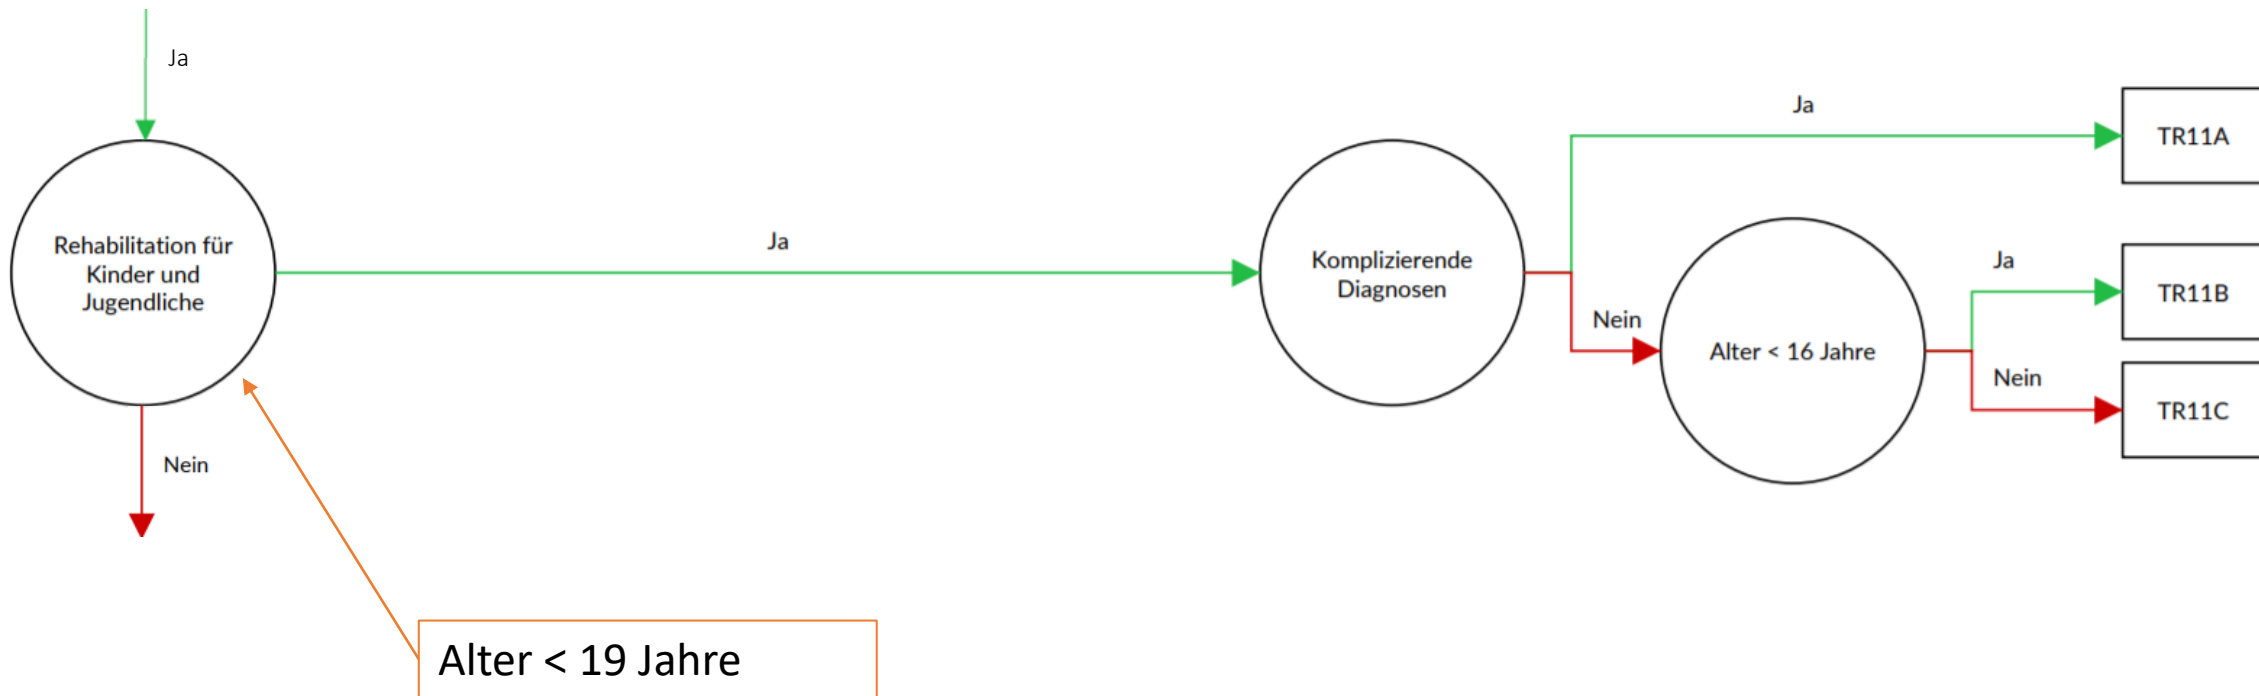 Ja
Rehabilitation für
Kinder und
Jugendliche
Ja
Nein
Alter < 19 Jahre
Komplizierende
Diagnosen
Ja
TR11A
Nein
Alter < 16 Jahre
Ja
TR11B
Nein
TR11C